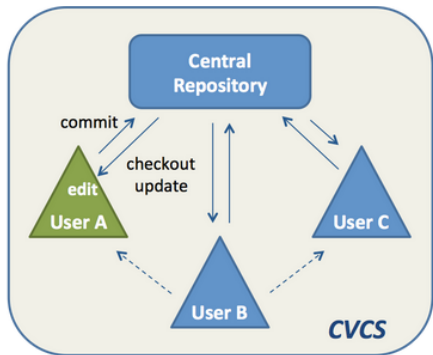 Central
Repository
commit
checkout
update
edit
User A
User C
User B
CVCS